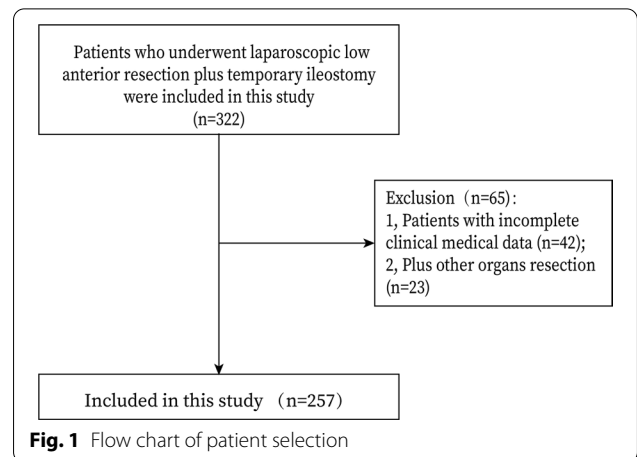 Patients who underwent laparoscopic low
anterior resection plus temporary ileostomy
were included in this study
(n=322)
Exclusion（n=65）:
1, Patients with incomplete
clinical medical data (n=42);
2, Plus other organs resection
(n=23)
Included in this study（n=257）
Fig. 1 Flow chart of patient selection